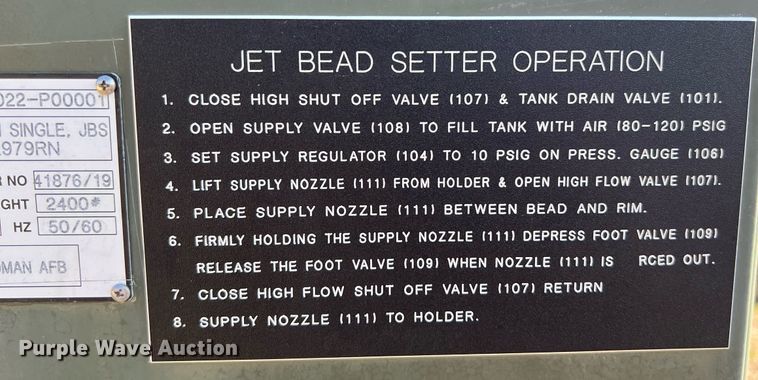 JET BEAD SETTER OPERATION
1. CLOSE HIGH SHUT OFF VALVE (107) & TANK DRAIN VALVE (101).
2. OPEN SUPPLY VALVE (108) TO FILL TANK WITH AIR (80-120) PSIG
3. SET SUPPLY REGULATOR (104) TO 10 PSIG ON PRESS. GAUGE (106)
4. LIFT SUPPLY NOZZLE (111) FROM HOLDER & OPEN HIGH FLOW VALVE (107).
5. PLACE SUPPLY NOZZLE (111) BETWEEN BEAD AND RIM.
6. FIRMLY HOLDING THE SUPPLY NOZZLE (111) DEPRESS FOOT VALVE (109)
RELEASE THE FOOT VALVE (109) WHEN NOZZLE (111) IS RCED OUT.
7. CLOSE HIGH FLOW SHUT OFF VALVE (107) RETURN
8. SUPPLY NOZZLE (111) TO HOLDER.
022-P00001
SINGLE, JBS
979RN
R NO 41876/19
GHT 2400#
HZ 50/60
MAN AFB
Purple Wave Auction